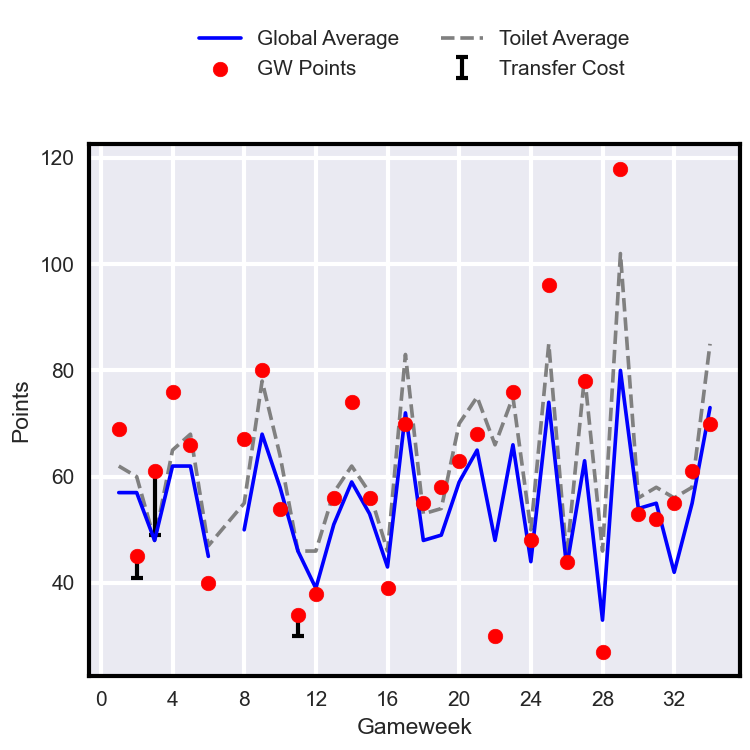 Global Average
GW Points
Toilet Average
Transfer Cost
120
100
80
60
40
Points
0 4 8 12 16 20 24 28 32
Gameweek